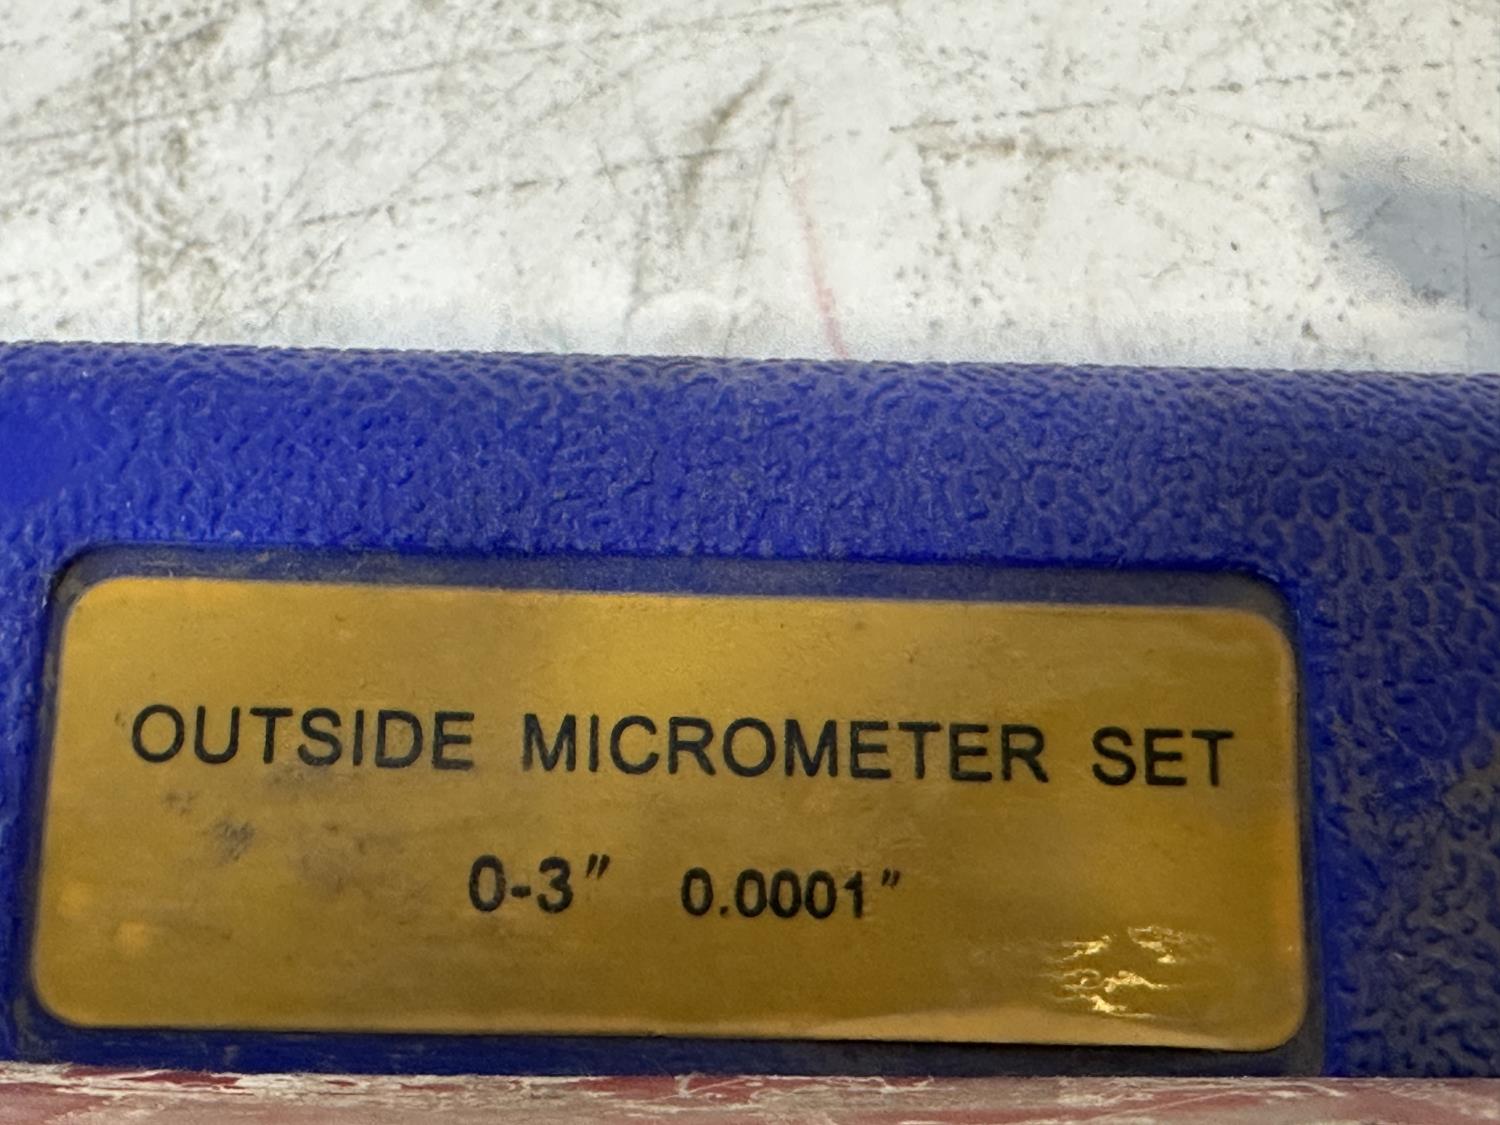 OUTSIDE MICROMETER SET
0-3" 0.0001"